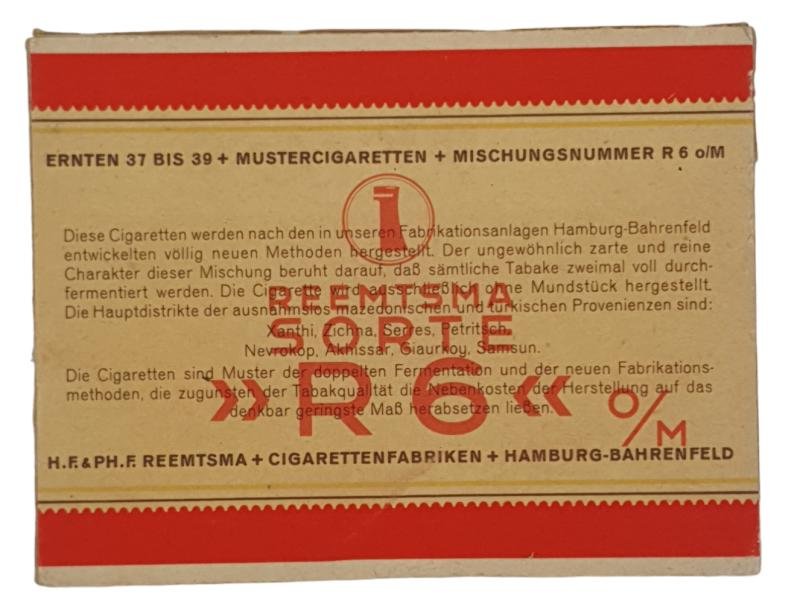 ERNTEN 37 BIS 39 + MUSTERCIGARETTEN + MISCHUNGSNUMMER R 6 o/M
Diese Cigaretten werden nach den in unseren Fabrikationsanlagen Hamburg-Bahrenfeld
entwickelten völlig neuen Methoden hergestellt. Der ungewöhnlich zarte und reine
Charakter dieser Mischung beruht darauf, daß sämtliche Tabake zweimal voll durch-
fermentiert werden. Die Cigarette wird ausschließlich ohne Mundstück hergestellt.
Die Hauptdistrikte der ausnahmslos mazedonischen und türkischen Provenienzen sind:
Xanthi, Zichna, Serres, Petritsch,
Nevrokop, Akhissar, Giaurkoy, Samsun.
Die Cigaretten sind Muster der doppelten Fermentation und der neuen Fabrikations-
methoden, die zugunsten der Tabakqualität die Nebenkosten der Herstellung auf das
denkbar geringste Maß herabsetzen ließen.
REEMTSMA
SORTE
»R6« o/M
H.F.&PH.F. REEMTSMA + CIGARETTENFABRIKEN + HAMBURG-BAHRENFELD